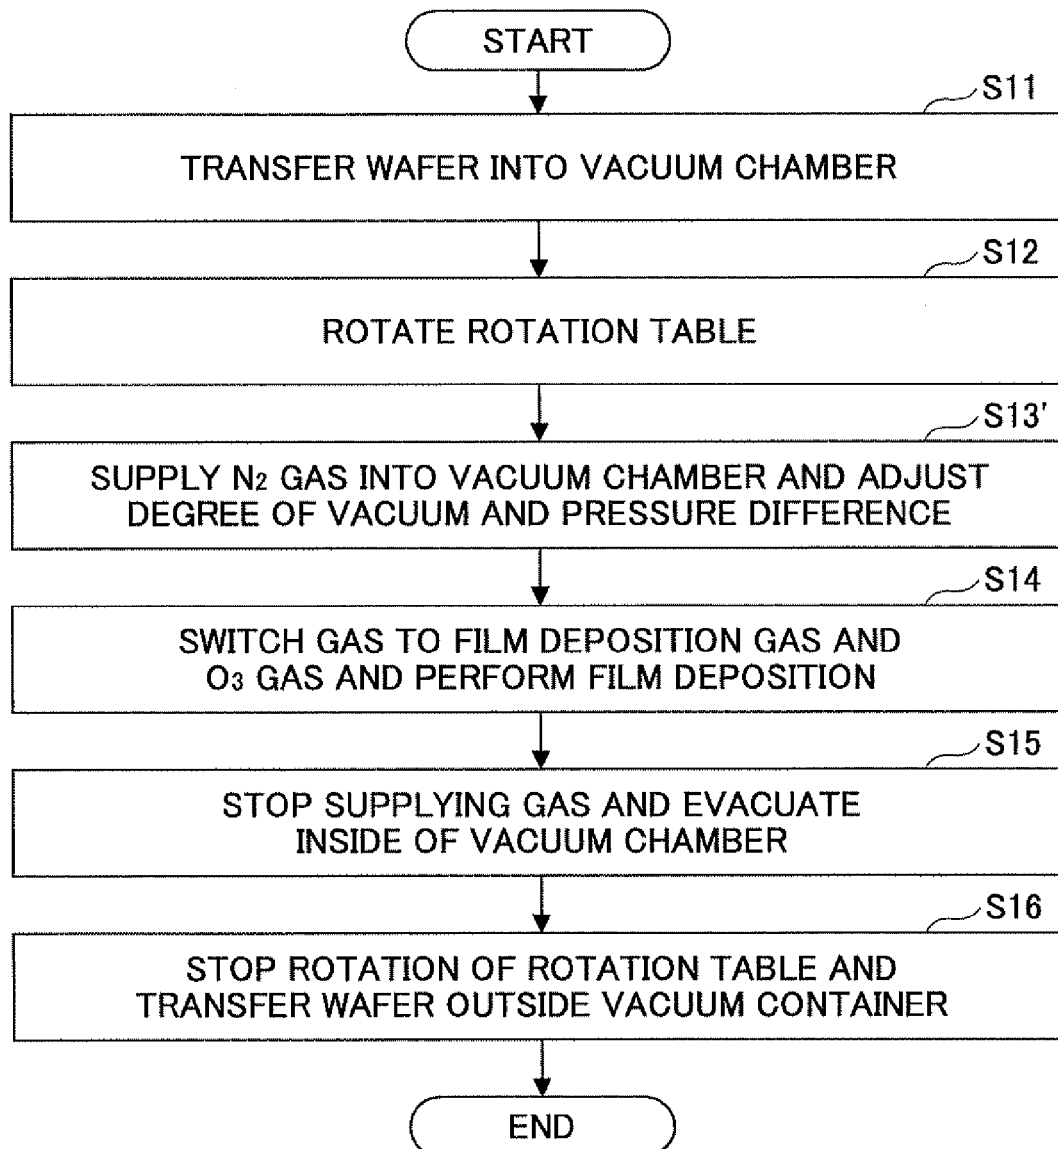 START
S11
TRANSFER WAFER INTO VACUUM CHAMBER
S12
ROTATE ROTATION TABLE
S13'
SUPPLY N2 GAS INTO VACUUM CHAMBER AND ADJUST
DEGREE OF VACUUM AND PRESSURE DIFFERENCE
S14
SWITCH GAS TO FILM DEPOSITION GAS AND
O3 GAS AND PERFORM FILM DEPOSITION
S15
STOP SUPPLYING GAS AND EVACUATE
INSIDE OF VACUUM CHAMBER
S16
STOP ROTATION OF ROTATION TABLE AND
TRANSFER WAFER OUTSIDE VACUUM CONTAINER
END